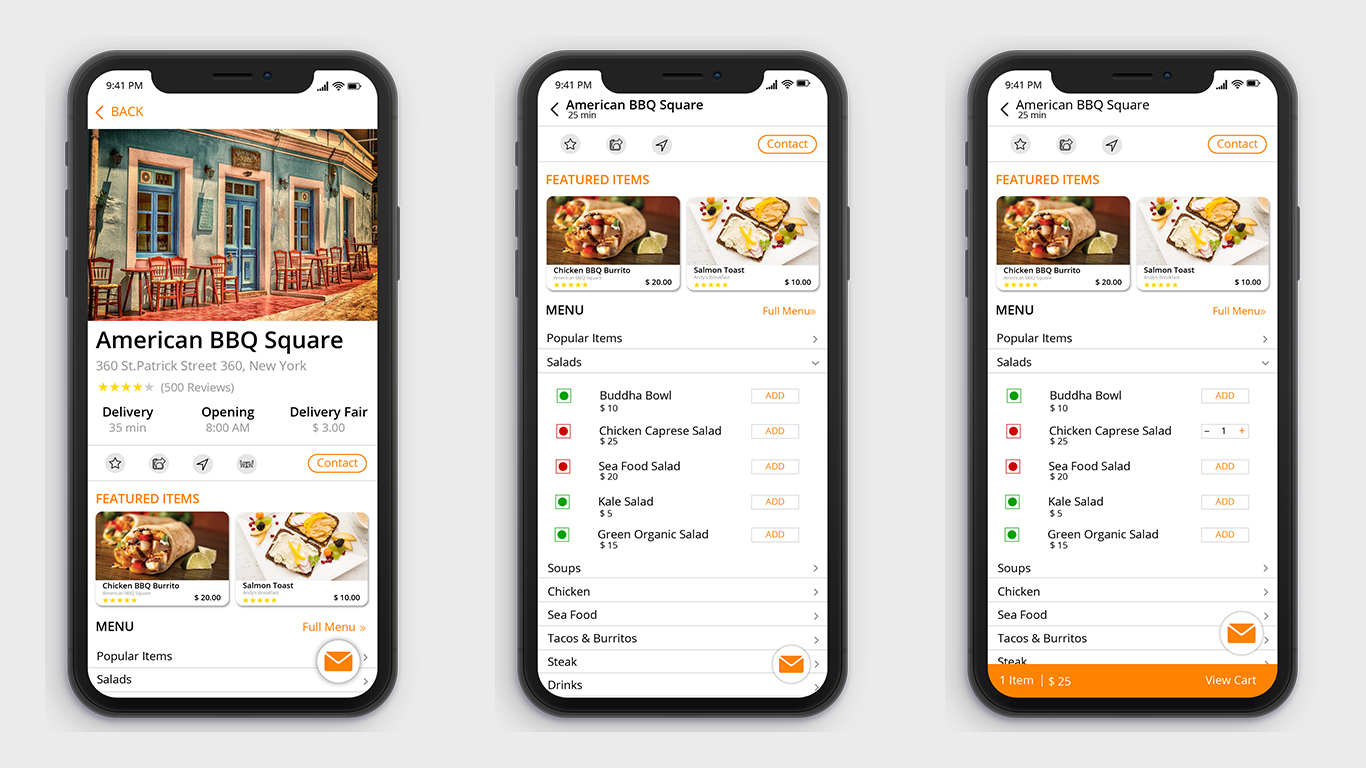 9:41 PM
BACK
American BBQ Square
360 St.Patrick Street 360, New York
(500 Reviews)
Delivery Opening Delivery Fair
35 min 8:00 AM $ 3.00
Contact
FEATURED ITEMS
Chicken BBQ Burrito
American BBQ Square
$ 20.00
Salmon Toast
Andy's Breakfast
$ 10.00
MENU Full Menu »
Popular Items
Salads
9:41 PM
American BBQ Square
25 min
Contact
FEATURED ITEMS
Chicken BBQ Burrito
American BBQ Square
$ 20.00
Salmon Toast
Andy's Breakfast
$ 10.00
MENU Full Menu»
Popular Items
Salads
Buddha Bowl ADD
$ 10
Chicken Caprese Salad ADD
$ 25
Sea Food Salad ADD
$ 20
Kale Salad ADD
$ 5
Green Organic Salad ADD
$ 15
Soups
Chicken
Sea Food
Tacos & Burritos
Steak
Drinks
9:41 PM
American BBQ Square
25 min
Contact
FEATURED ITEMS
Chicken BBQ Burrito
American BBQ Square
$ 20.00
Salmon Toast
Andy's Breakfast
$ 10.00
MENU Full Menu»
Popular Items
Salads
Buddha Bowl ADD
$ 10
Chicken Caprese Salad – 1 +
$ 25
Sea Food Salad ADD
$ 20
Kale Salad ADD
$ 5
Green Organic Salad ADD
$ 15
Soups
Chicken
Sea Food
Tacos & Burritos
Steak
1 Item | $ 25 View Cart